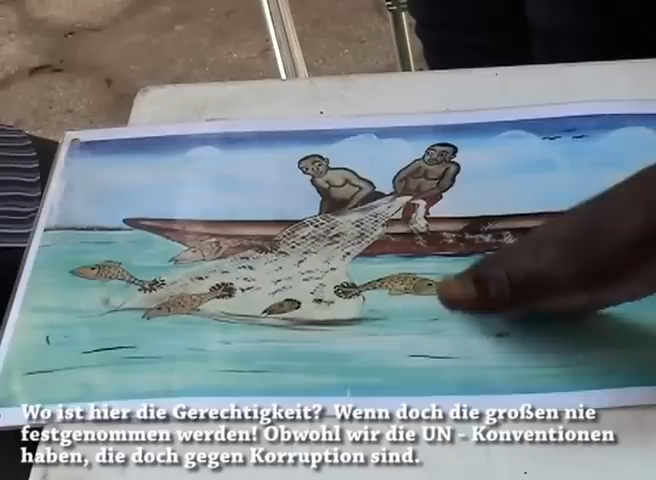 Wo ist hier die Gerechtigkeit? Wenn doch die großen nie
festgenommen werden! Obwohl wir die UN - Konventionen
haben, die doch gegen Korruption sind.